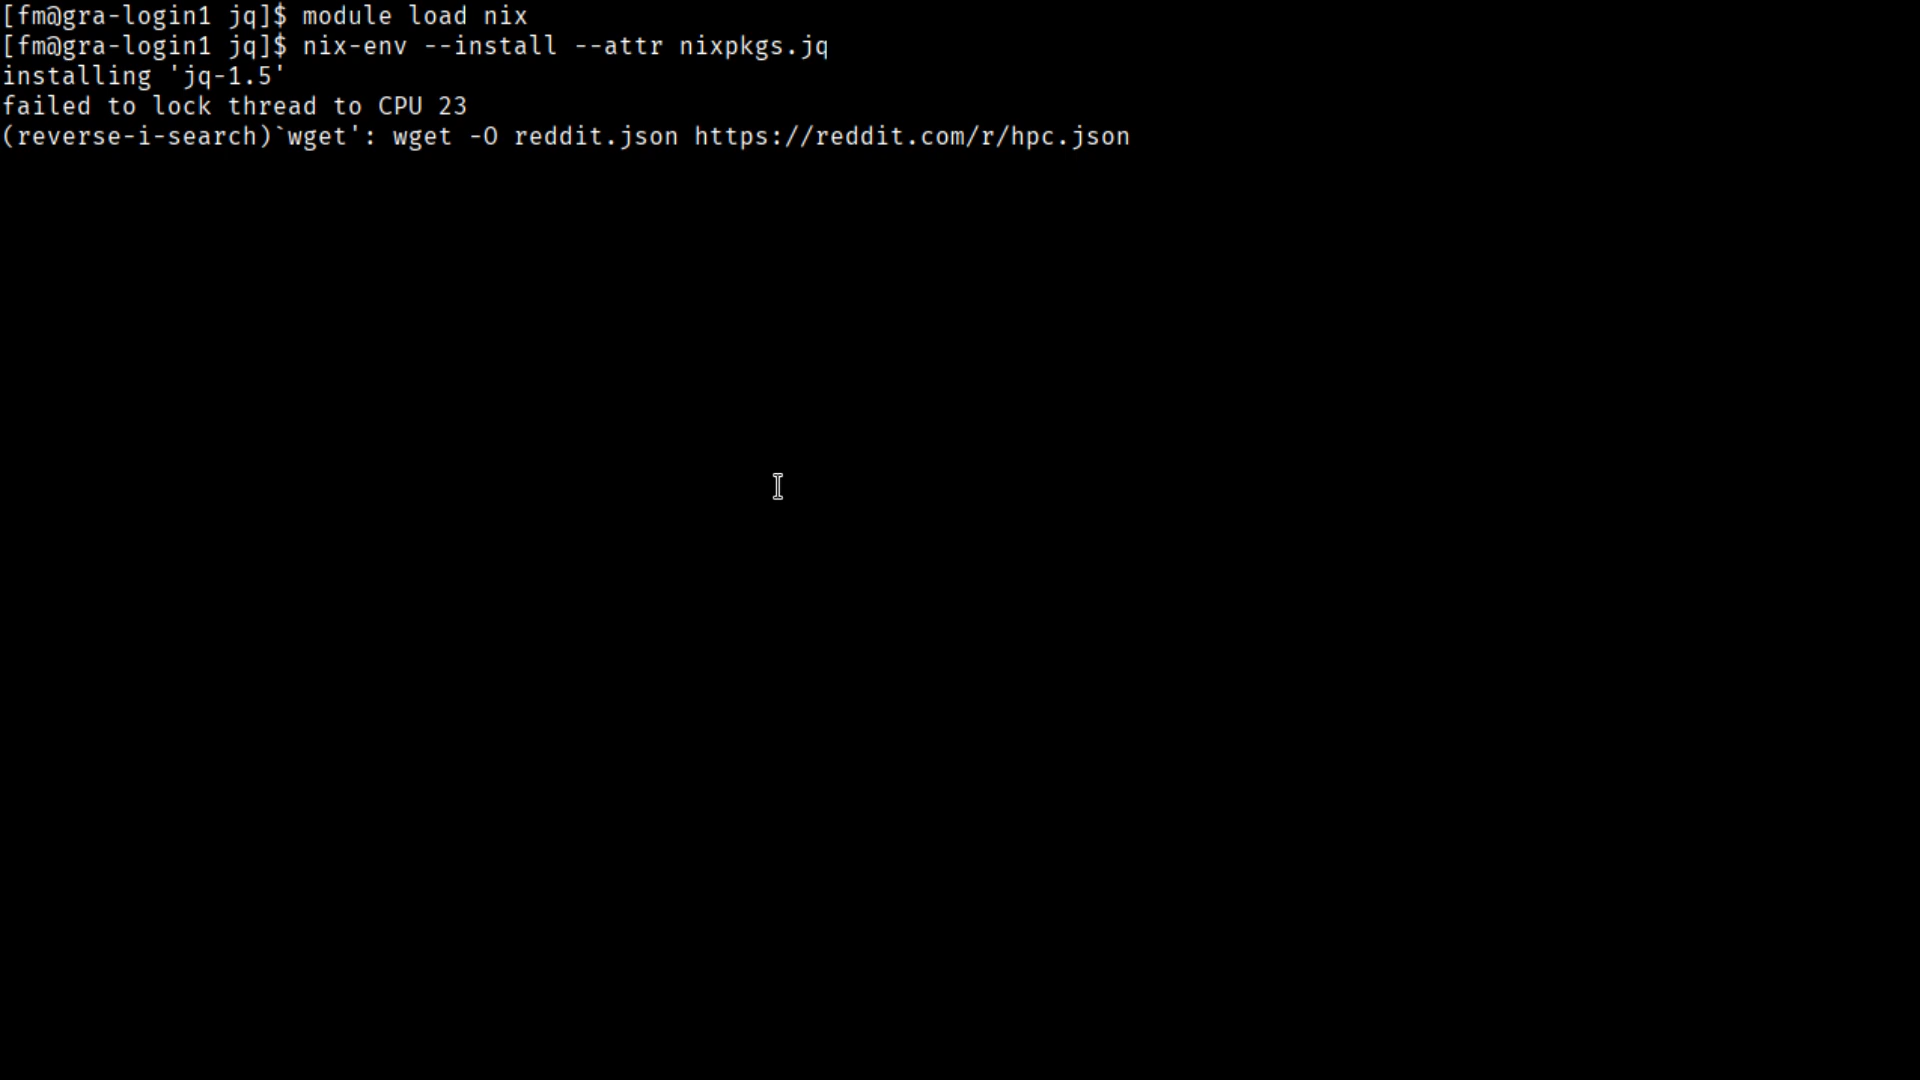 [fm@gra-login1 jq]$ module load nix
[fm@gra-login1 jq]$ nix-env --install --attr nixpkgs.jq
installing 'jq-1.5'
failed to lock thread to CPU 23
(reverse-i-search)`wget': wget -O reddit.json https://reddit.com/r/hpc.json